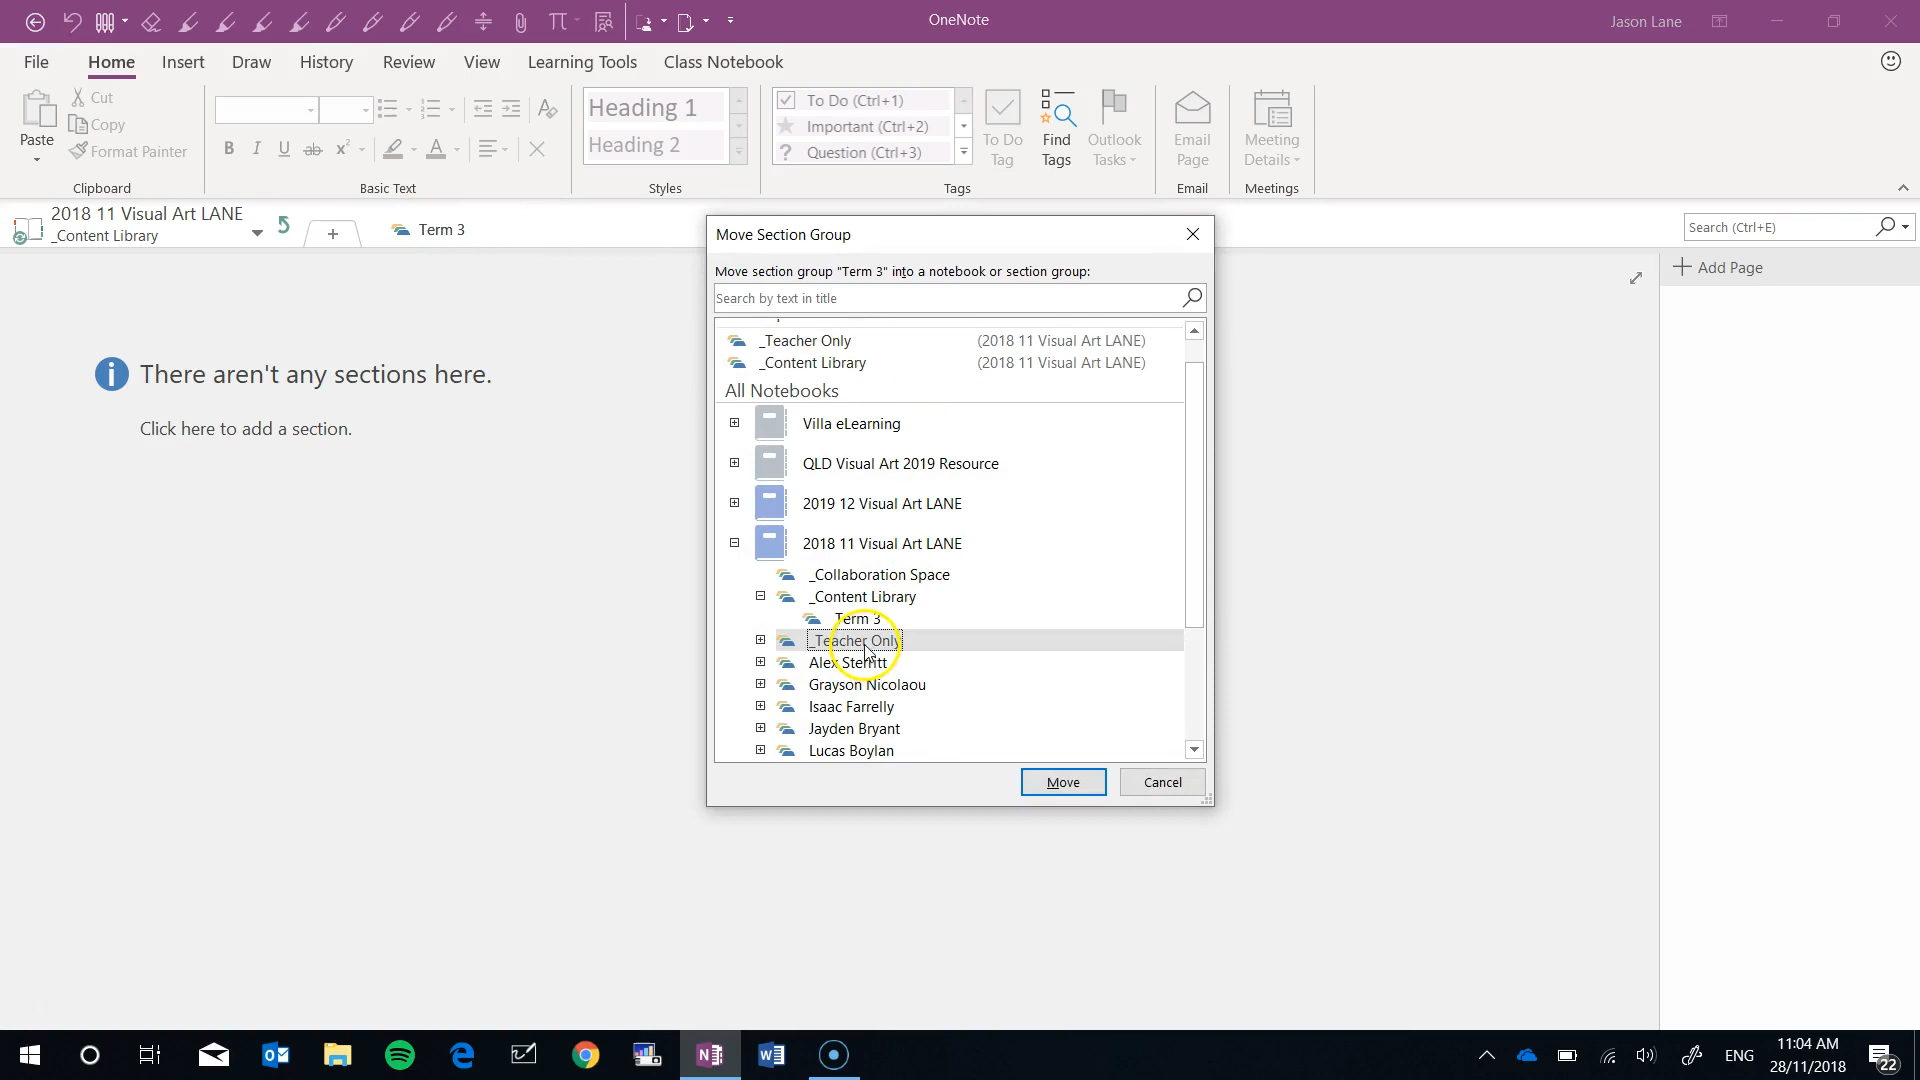 OneNote
Jason Lane
File Home Insert Draw History Review View Learning Tools Class Notebook
Paste
Cut
Copy
Format Painter
Clipboard
B I U ab x² A
Basic Text
Heading 1
Heading 2
Styles
To Do (Ctrl+1)
Important (Ctrl+2)
? Question (Ctrl+3)
To Do
Tag
Find
Tags
Outlook
Tasks
Tags
Email
Page
Email
Meeting
Details
Meetings
2018 11 Visual Art LANE
_Content Library
Term 3
Search (Ctrl+E)
Add Page
There aren't any sections here.
Click here to add a section.
Move Section Group
Move section group "Term 3" into a notebook or section group:
Search by text in title
_Teacher Only (2018 11 Visual Art LANE)
_Content Library (2018 11 Visual Art LANE)
All Notebooks
Villa eLearning
QLD Visual Art 2019 Resource
2019 12 Visual Art LANE
2018 11 Visual Art LANE
_Collaboration Space
_Content Library
Term 3
_Teacher Only
Alex Sterritt
Grayson Nicolaou
Isaac Farrelly
Jayden Bryant
Lucas Boylan
Move Cancel
ENG
11:04 AM
28/11/2018
22